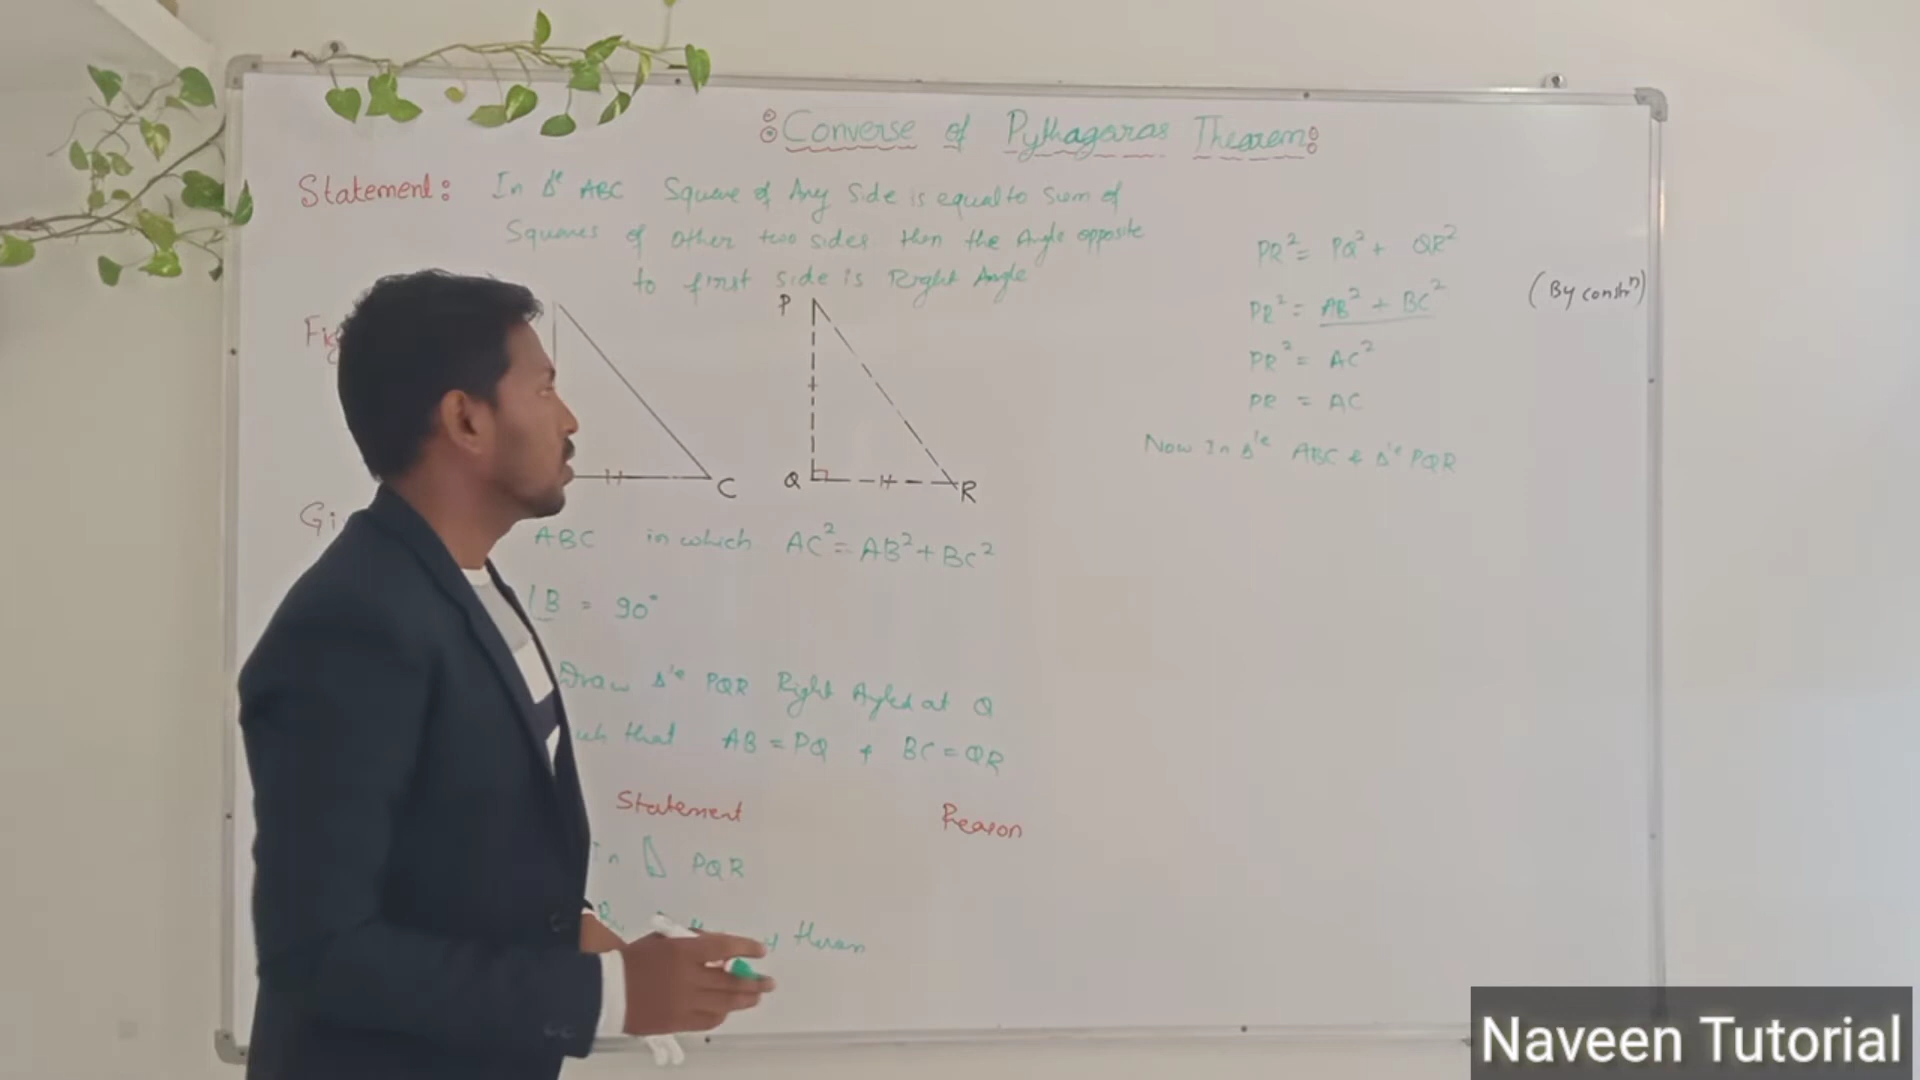 Converse of Pythagoras Theorem:
Statement: In Δle ABC Square of Any Side is equal to Sum of
Squares of other two sides then the Angle opposite
to first side is Right Angle
P
C
Q
R
ABC in which AC²=AB²+BC²
∠B = 90°
Draw Δle PQR Right Angled at Q
that AB=PQ & BC=QR
Statement Reason
In PQR
PR²= PQ²+ QR²
PR²= AB² + BC² (By constrⁿ)
PR²= AC²
PR = AC
Now In Δle ABC & Δle PQR
Naveen Tutorial